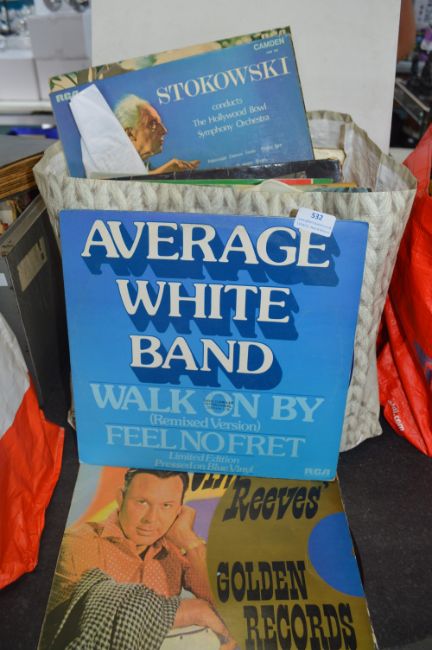 RCA
CAMDEN
STOKOWSKI
conducts
The Hollywood Bowl
Symphony Orchestra
532
AVERAGE
WHITE
BAND
WALK ON BY
(Remixed Version)
FEEL NO FRET
Limited Edition
Pressed on Blue Vinyl
RCA
Reeves'
GOLDEN
RECORDS